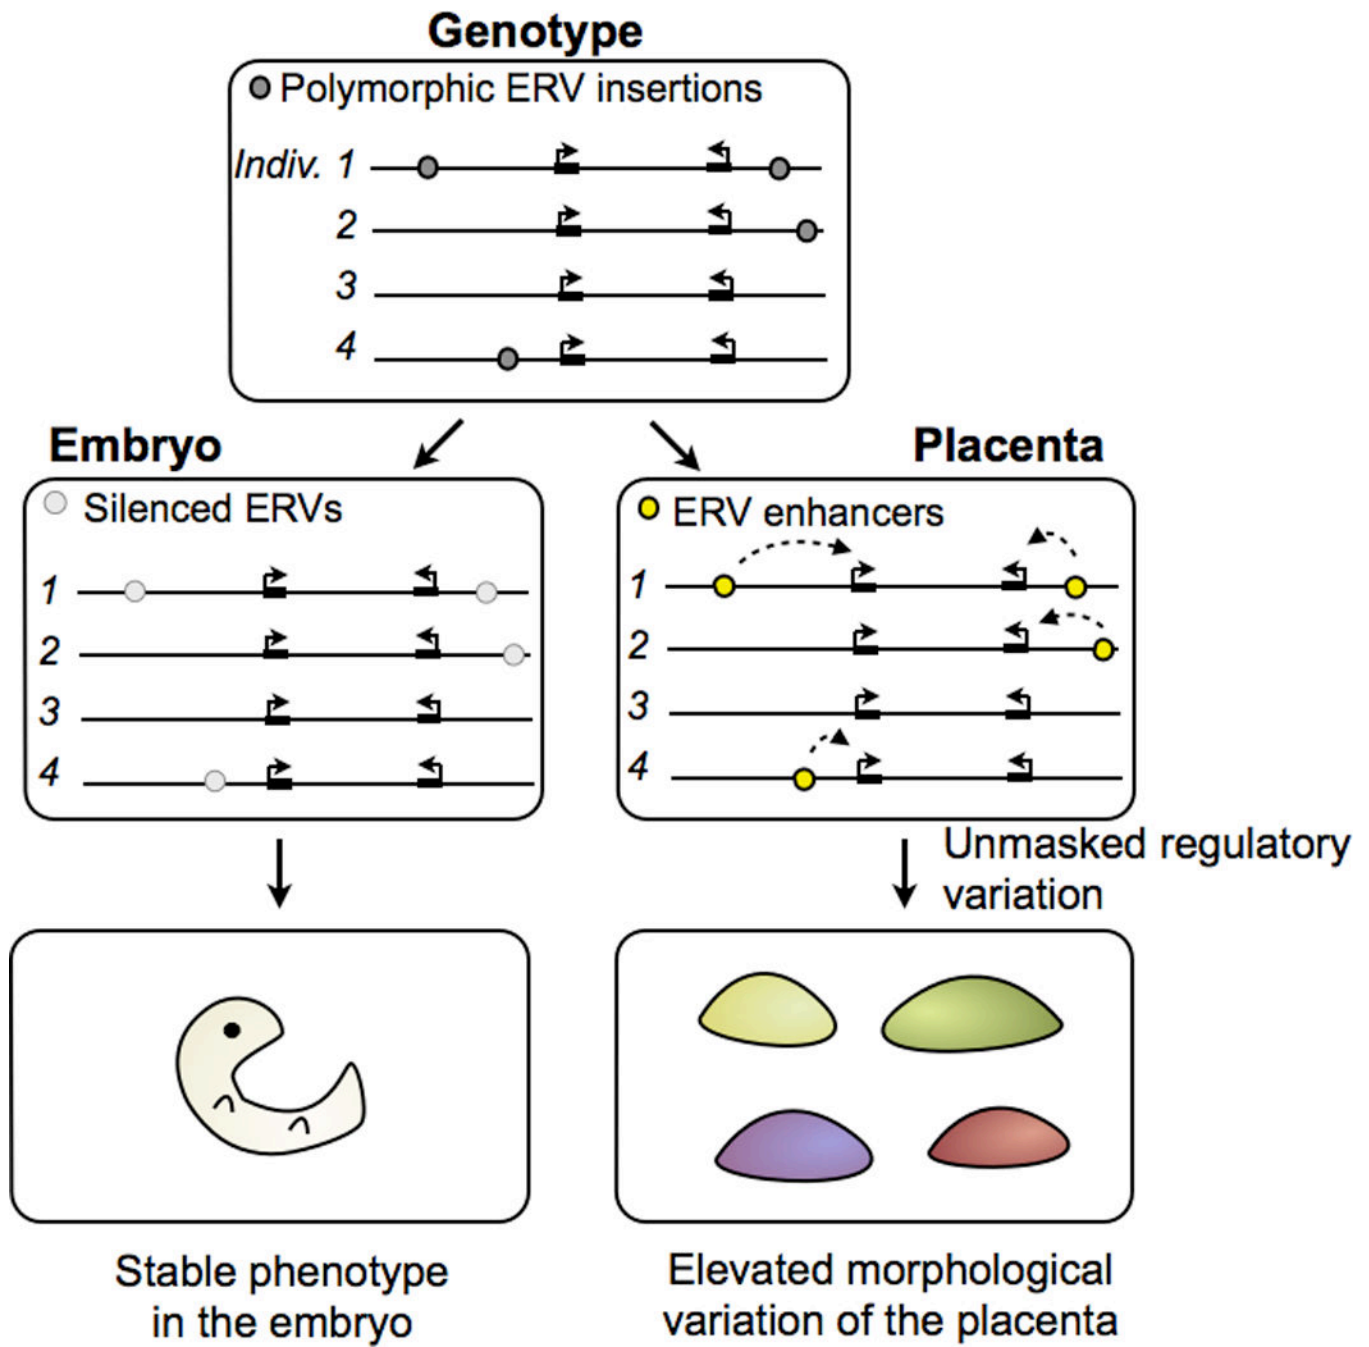 Genotype
Polymorphic ERV insertions
Indiv. 1
2
3
4
Embryo
Silenced ERVs
1
2
3
4
Placenta
ERV enhancers
1
2
3
4
Unmasked regulatory
variation
Stable phenotype
in the embryo
Elevated morphological
variation of the placenta